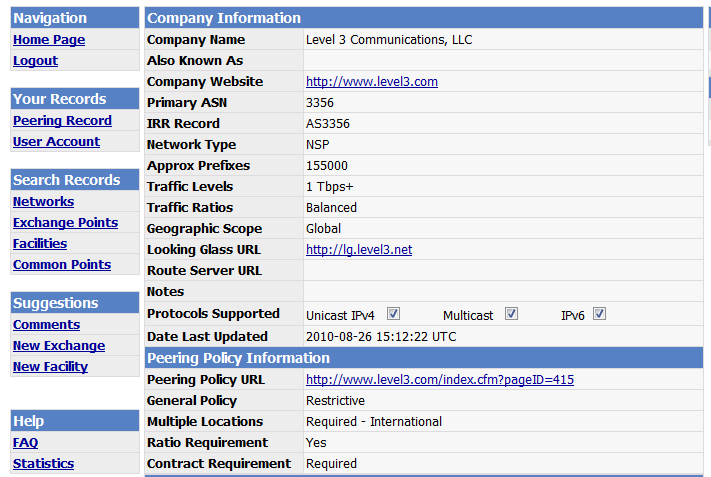 Navigation
Home Page
Logout
Your Records
Peering Record
User Account
Search Records
Networks
Exchange Points
Facilities
Common Points
Suggestions
Comments
New Exchange
New Facility
Help
FAQ
Statistics
Company Information
Company Name Level 3 Communications, LLC
Also Known As
Company Website http://www.level3.com
Primary ASN 3356
IRR Record AS3356
Network Type NSP
Approx Prefixes 155000
Traffic Levels 1 Tbps+
Traffic Ratios Balanced
Geographic Scope Global
Looking Glass URL http://lg.level3.net
Route Server URL
Notes
Protocols Supported Unicast IPv4 Multicast IPv6
Date Last Updated 2010-08-26 15:12:22 UTC
Peering Policy Information
Peering Policy URL http://www.level3.com/index.cfm?pageID=415
General Policy Restrictive
Multiple Locations Required - International
Ratio Requirement Yes
Contract Requirement Required